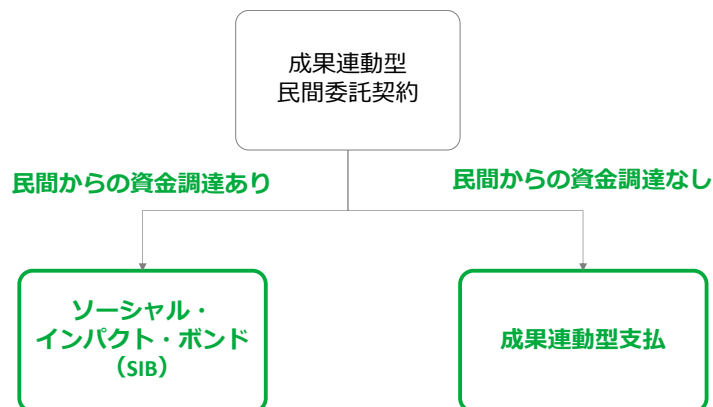 成果連動型
民間委託契約
民間からの資金調達あり
民間からの資金調達なし
ソーシャル・
インパクト・ボンド
（SIB）
成果連動型支払